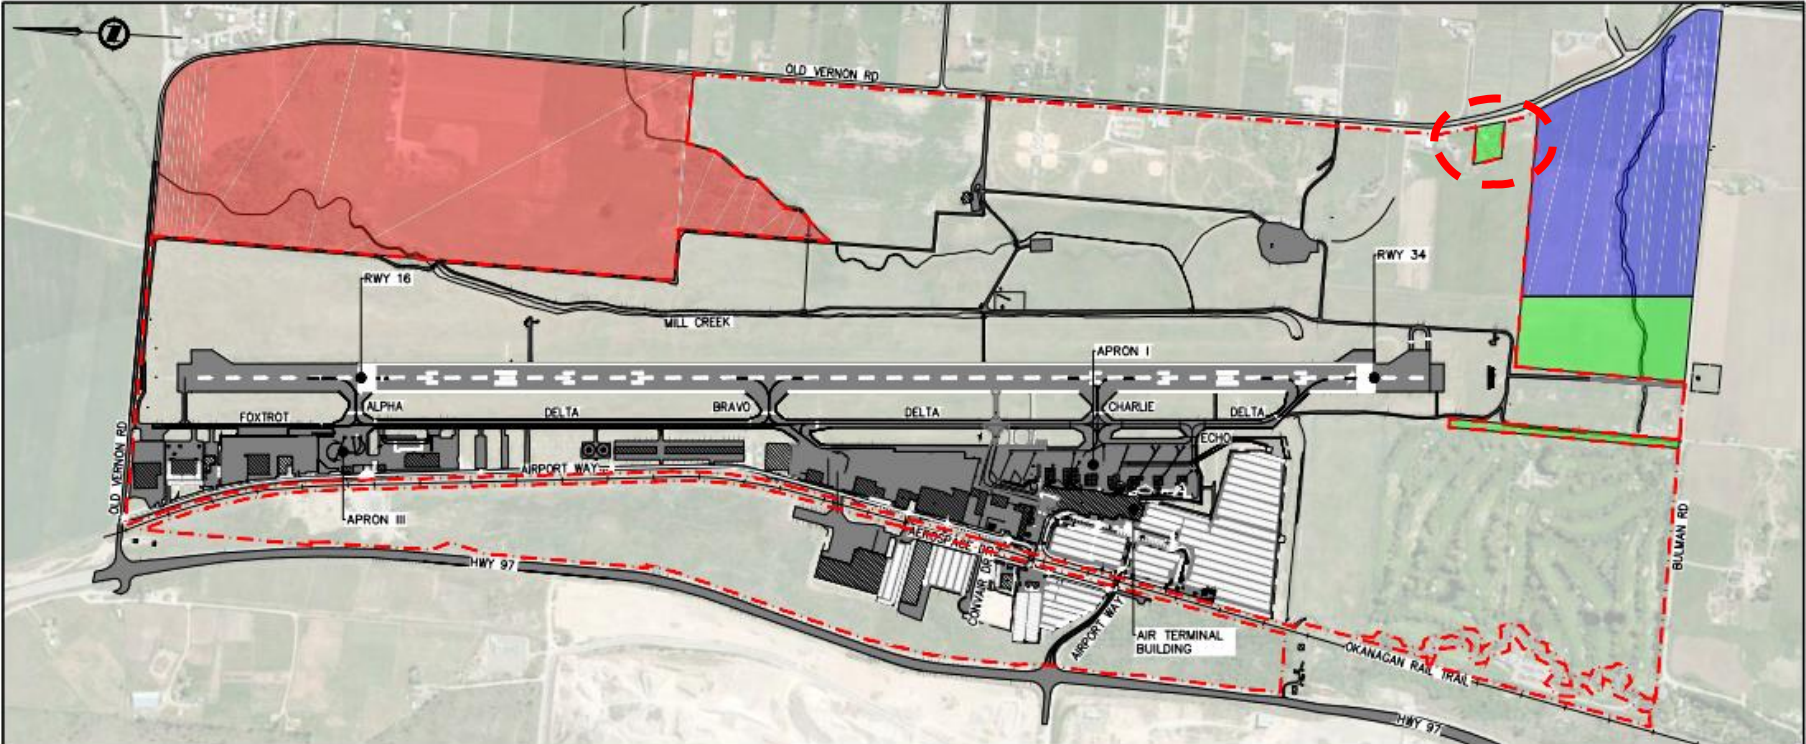 OLD VERNON RD
RWY 34
RWY 16
MILL CREEK
APRON I
ALPHA
BRAVO
CHARLIE
FOXTROT
DELTA
DELTA
DELTA
ECHO
OLD VERNON RD
AIRPORT WAY
APRON III
AEROSPACE DR
HWY 97
CONVAIR DR
AIRPORT WAY
AIR TERMINAL
BUILDING
BULMAN RD
OKANAGAN RAIL TRAIL
HWY 97